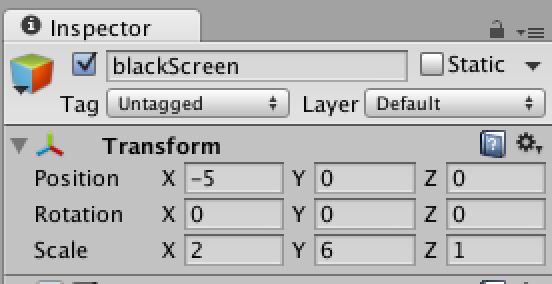 Inspector
blackScreen Static
Tag Untagged Layer Default
Transform
Position X -5 Y 0 Z 0
Rotation X 0 Y 0 Z 0
Scale X 2 Y 6 Z 1